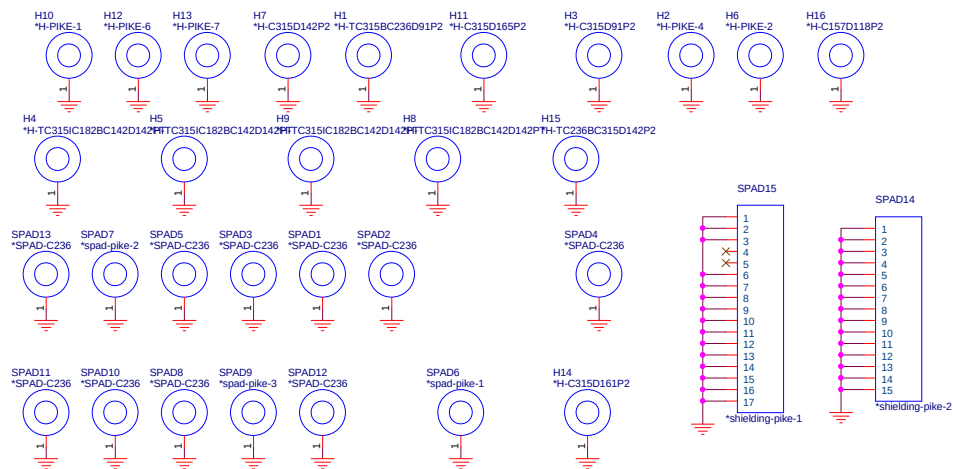 H10 H12 H13 H7 H1 H11 H3 H2 H6 H16
*H-PIKE-1 *H-PIKE-6 *H-PIKE-7 *H-C315D142P2 *H-TC315BC236D91P2 *H-C315D165P2 *H-C315D91P2 *H-PIKE-4 *H-PIKE-2 *H-C157D118P2
1 1 1 1 1 1 1 1 1 1
H4 H5 H9 H8 H15
*H-TC315IC182BC142D142P *H-TC315IC182BC142D142P *H-TC315IC182BC142D142P *H-TC315IC182BC142D142PT *H-TC236BC315D142P2
1 1 1 1 1
SPAD13 SPAD7 SPAD5 SPAD3 SPAD1 SPAD2 SPAD4
*SPAD-C236 *spad-pike-2 *SPAD-C236 *SPAD-C236 *SPAD-C236 *SPAD-C236 *SPAD-C236
1 1 1 1 1 1 1
SPAD11 SPAD10 SPAD8 SPAD9 SPAD12 SPAD6 H14
*SPAD-C236 *SPAD-C236 *SPAD-C236 *spad-pike-3 *SPAD-C236 *spad-pike-1 *H-C315D161P2
1 1 1 1 1 1 1
SPAD15
1
2
3
4
5
6
7
8
9
10
11
12
13
14
15
16
17
*shielding-pike-1
SPAD14
1
2
3
4
5
6
7
8
9
10
11
12
13
14
15
*shielding-pike-2